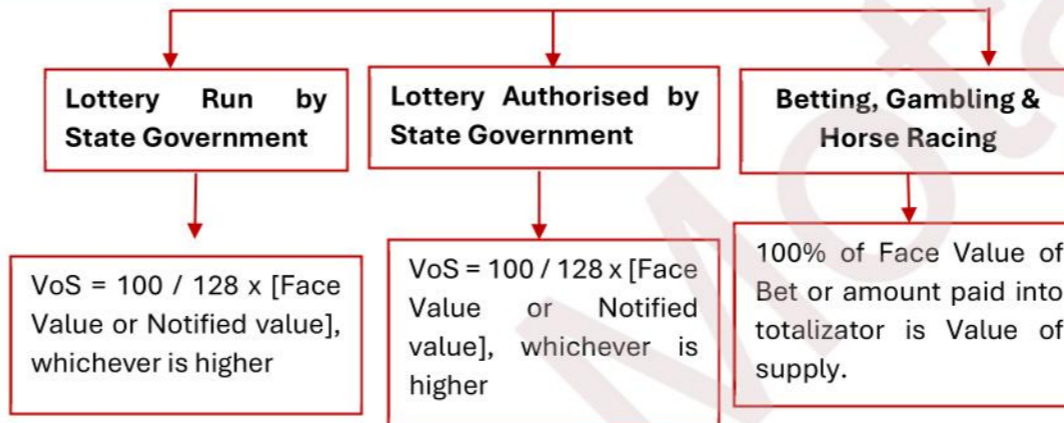 Lottery Run by
State Government
Lottery Authorised by
State Government
Betting, Gambling &
Horse Racing
VoS = 100 / 128 x [Face
Value or Notified value],
whichever is higher
VoS = 100 / 128 x [Face
Value or Notified
value], whichever is
higher
100% of Face Value of
Bet or amount paid into
totalizator is Value of
supply.